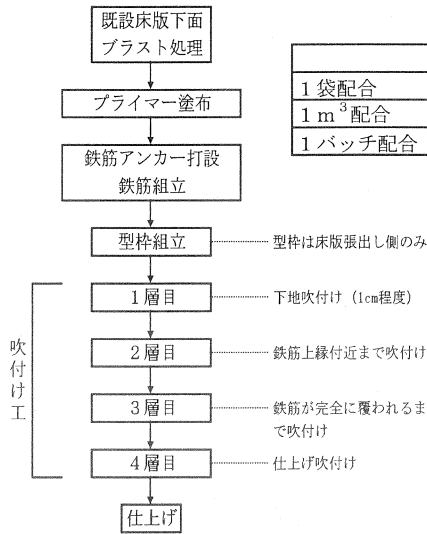 既設床版下面
ブラスト処理
プライマー塗布
鉄筋アンカー打設
鉄筋組立
型枠組立
型枠は床版張出し側のみ
吹付け工
1層目
下地吹付け (1cm程度)
2層目
鉄筋上縁付近まで吹付け
3層目
鉄筋が完全に覆われるま
で吹付け
4層目
仕上げ吹付け
仕上げ
1袋配合
1m³配合
1バッチ配合